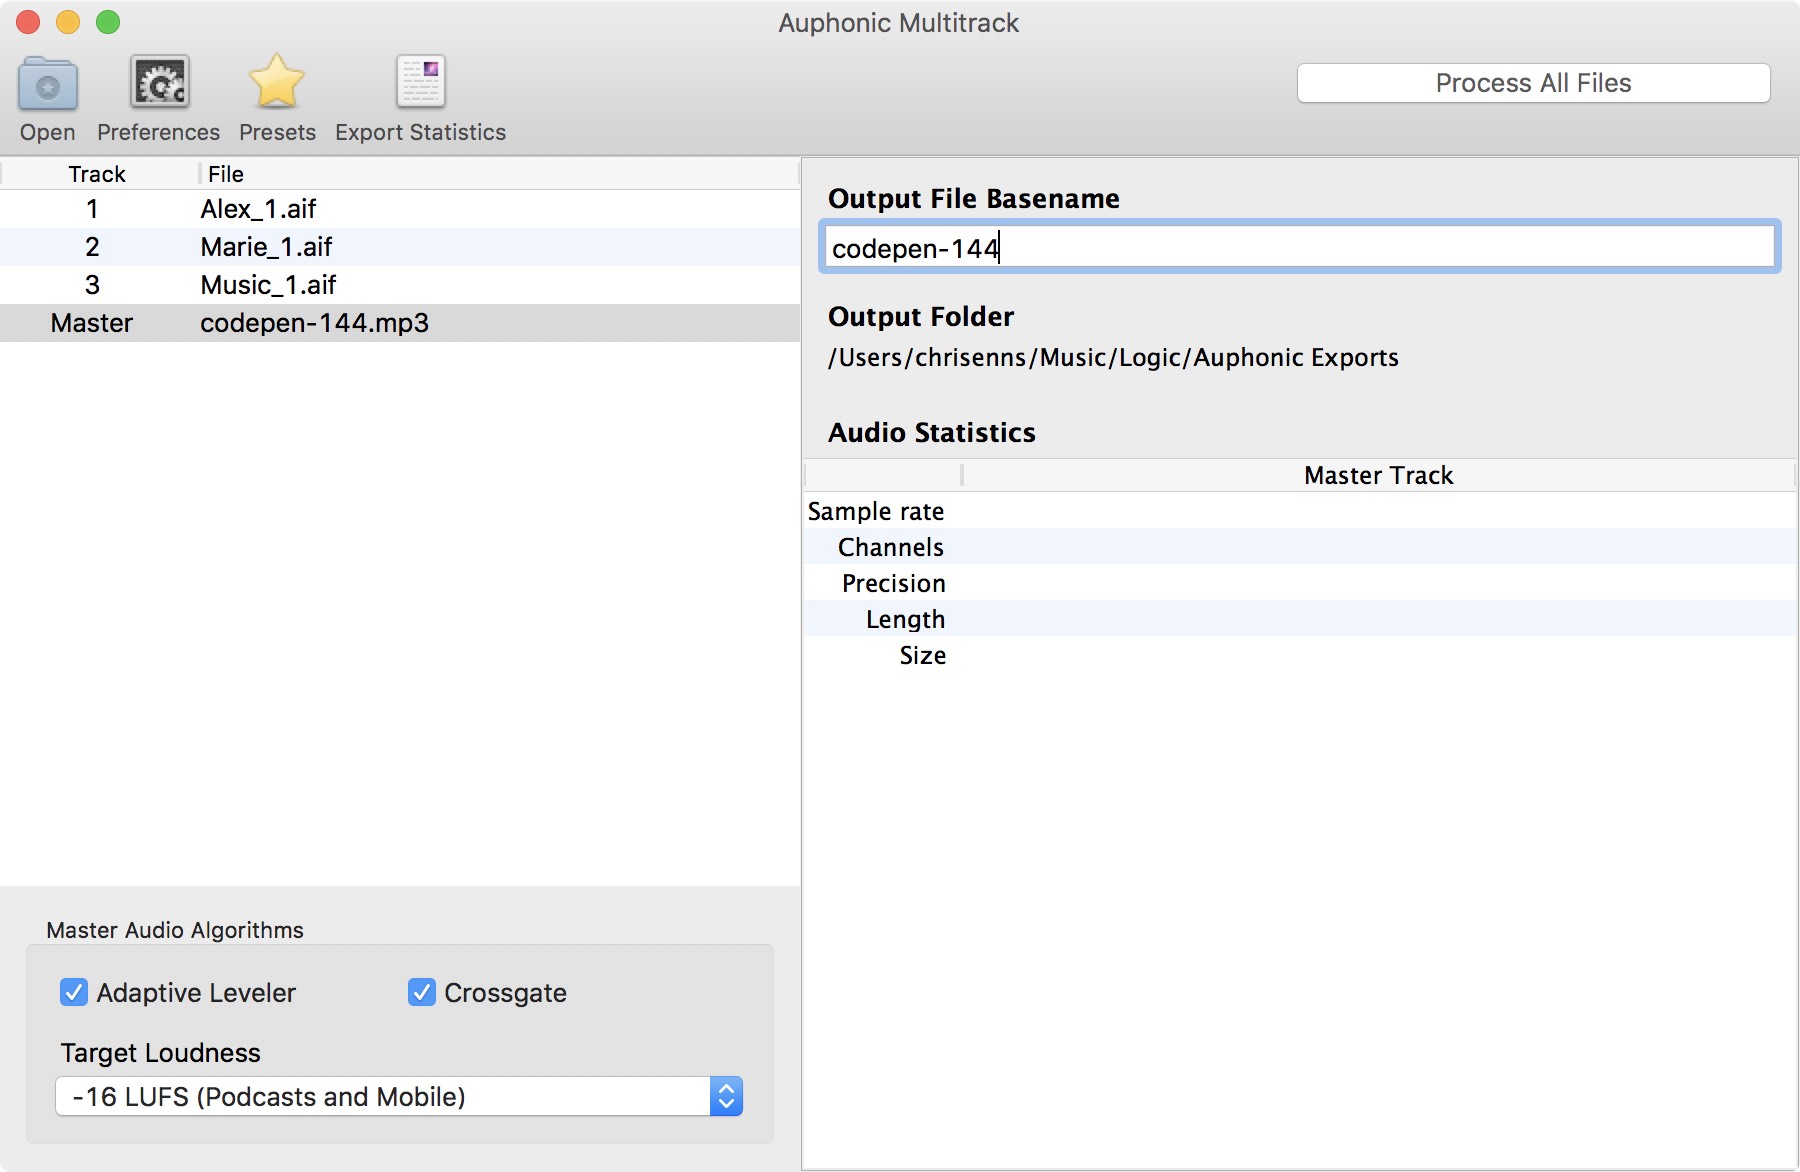 Auphonic Multitrack
Open Preferences Presets Export Statistics
Process All Files
Track File
1 Alex_1.aif
2 Marie_1.aif
3 Music_1.aif
Master codepen-144.mp3
Master Audio Algorithms
Adaptive Leveler Crossgate
Target Loudness
-16 LUFS (Podcasts and Mobile)
Output File Basename
codepen-144
Output Folder
/Users/chrisenns/Music/Logic/Auphonic Exports
Audio Statistics
Master Track
Sample rate
Channels
Precision
Length
Size